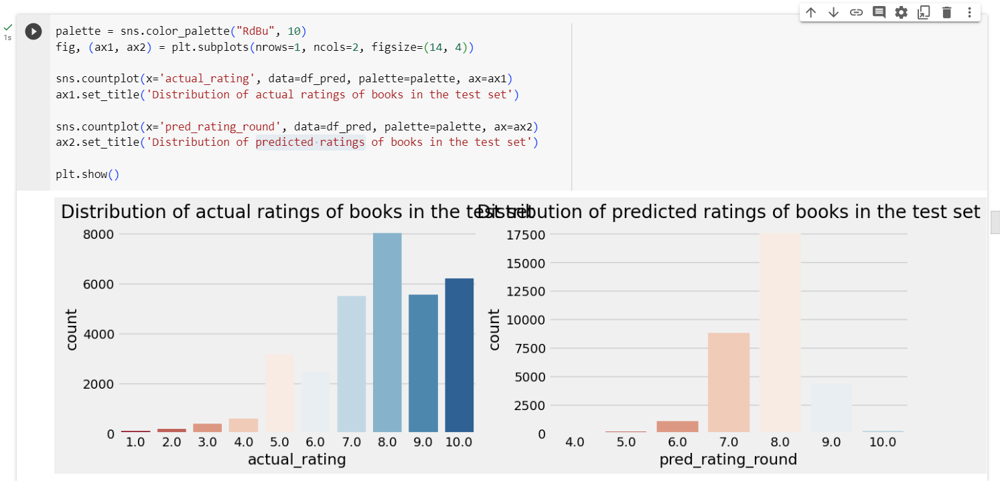 1s
palette = sns.color_palette("RdBu", 10)
fig, (ax1, ax2) = plt.subplots(nrows=1, ncols=2, figsize=(14, 4))
sns.countplot(x='actual_rating', data=df_pred, palette=palette, ax=ax1)
ax1.set_title('Distribution of actual ratings of books in the test set')
sns.countplot(x='pred_rating_round', data=df_pred, palette=palette, ax=ax2)
ax2.set_title('Distribution of predicted ratings of books in the test set')
plt.show()
Distribution of actual ratings of books in the test set
8000
6000
4000
2000
0
count
1.0 2.0 3.0 4.0 5.0 6.0 7.0 8.0 9.0 10.0
actual_rating
Distribution of predicted ratings of books in the test set
17500
15000
12500
10000
7500
5000
2500
0
count
4.0 5.0 6.0 7.0 8.0 9.0 10.0
pred_rating_round